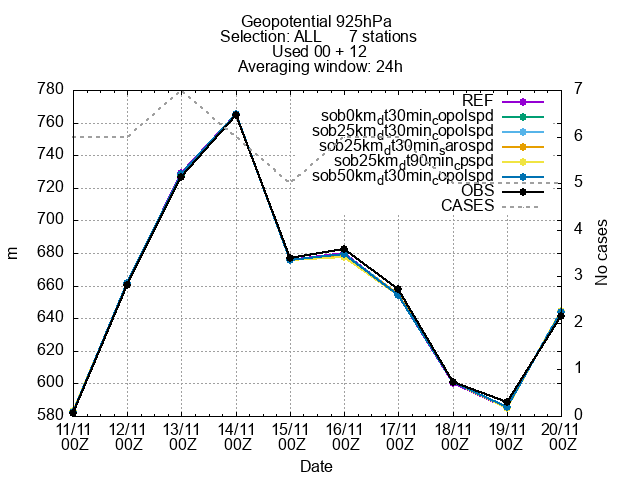 Geopotential 925hPa
Selection: ALL 7 stations
Used 00 + 12
Averaging window: 24h
780 7
REF
760
sob0km_dt30min_copolspd
740 6
sob25km_dt30min_copolspd
sob25km_dt30min_sarospd
sob25km_dt90min_cpspd
720 5
sob50km_dt30min_copolspd
OBS
CASES
700 4
680 3
m
No cases
660
640 2
620 1
600
580 0
11/11 12/11 13/11 14/11 15/11 16/11 17/11 18/11 19/11 20/11
00Z 00Z 00Z 00Z 00Z 00Z 00Z 00Z 00Z 00Z
Date